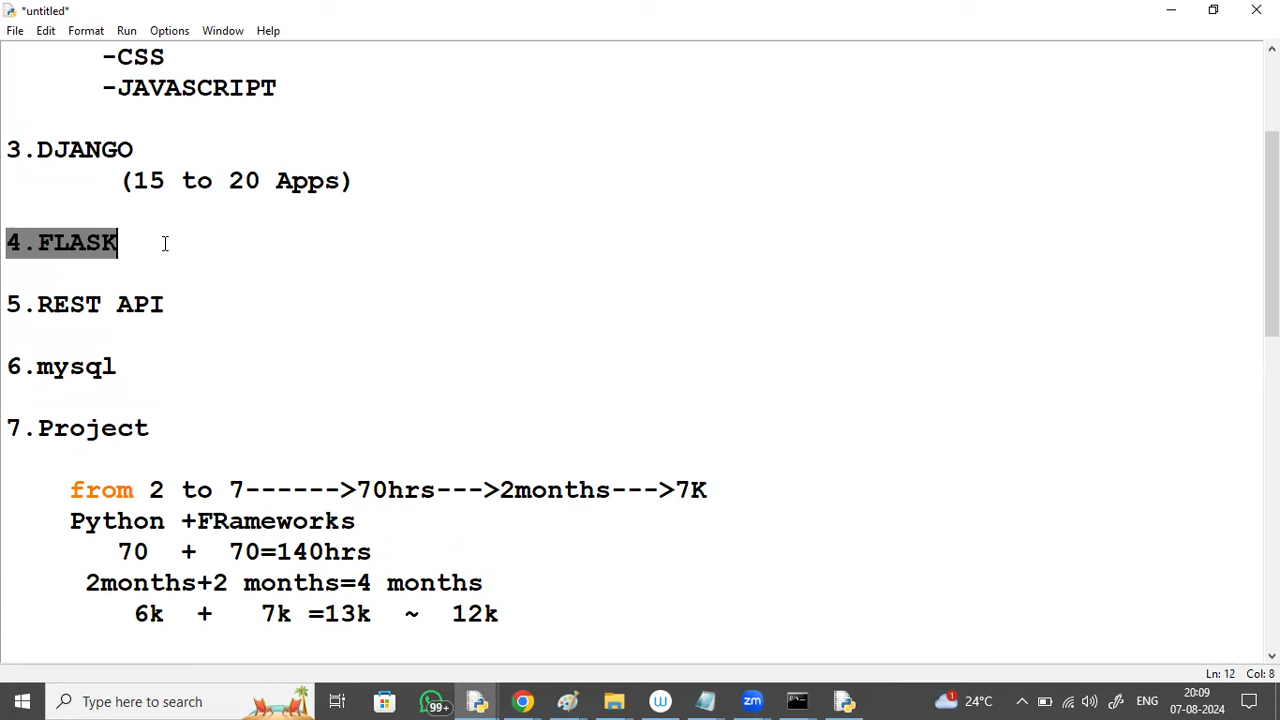 *untitled*
File Edit Format Run Options Window Help
-CSS
-JAVASCRIPT
3.DJANGO
(15 to 20 Apps)
4.FLASK
5.REST API
6.mysql
7.Project
from 2 to 7------>70hrs--->2months--->7K
Python +FRameworks
70 + 70=140hrs
2months+2 months=4 months
6k + 7k =13k ~ 12k
Ln: 12 Col: 8
Type here to search
99+
W
zm
1
24°C
ENG
20:09
07-08-2024